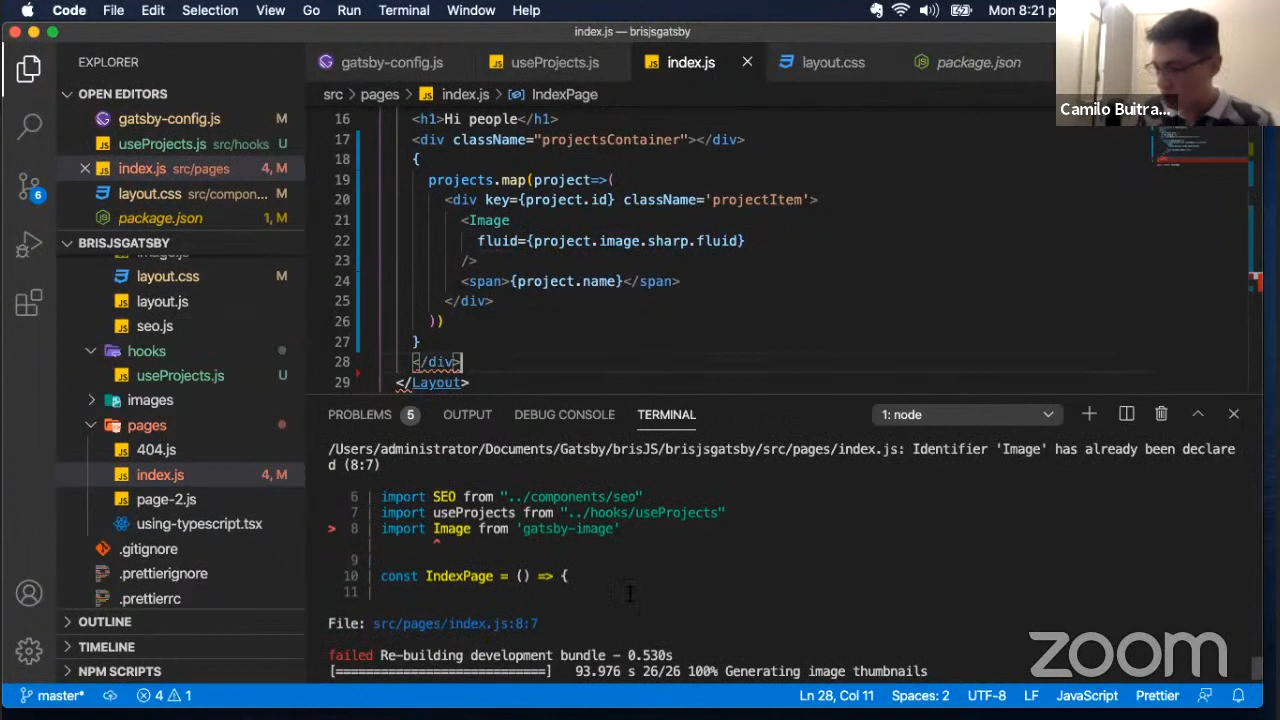 Code File Edit Selection View Go Run Terminal Window Help Mon 8:21 p
index.js — brisjsgatsby
EXPLORER
gatsby-config.js useProjects.js index.js layout.css package.json
OPEN EDITORS
src > pages > index.js > IndexPage
gatsby-config.js M
useProjects.js src/hooks U
index.js src/pages 4, M
layout.css src/compon... M
package.json 1, M
BRISJSGATSBY
layout.css M
layout.js
seo.js
hooks
useProjects.js U
images
pages
404.js
index.js 4, M
page-2.js
using-typescript.tsx
.gitignore
.prettierignore
.prettierrc
OUTLINE
TIMELINE
NPM SCRIPTS
6
Camilo Buitra...
16 <h1>Hi people</h1>
17 <div className="projectsContainer"></div>
18 {
19 projects.map(project=>(
20 <div key={project.id} className='projectItem'>
21 <Image
22 fluid={project.image.sharp.fluid}
23 />
24 <span>{project.name}</span>
25 </div>
26 ))
27 }
28 </div>
29 </Layout>
PROBLEMS 5 OUTPUT DEBUG CONSOLE TERMINAL 1: node
/Users/administrator/Documents/Gatsby/brisJS/brisjsgatsby/src/pages/index.js: Identifier 'Image' has already been declare
d (8:7)
6 | import SEO from "../components/seo"
7 | import useProjects from "../hooks/useProjects"
> 8 | import Image from 'gatsby-image'
| ^
9 |
10 | const IndexPage = () => {
11 |
File: src/pages/index.js:8:7
failed Re-building development bundle - 0.530s
[===========================] 93.976 s 26/26 100% Generating image thumbnails
zoom
master* 4 1 Ln 28, Col 11 Spaces: 2 UTF-8 LF JavaScript Prettier